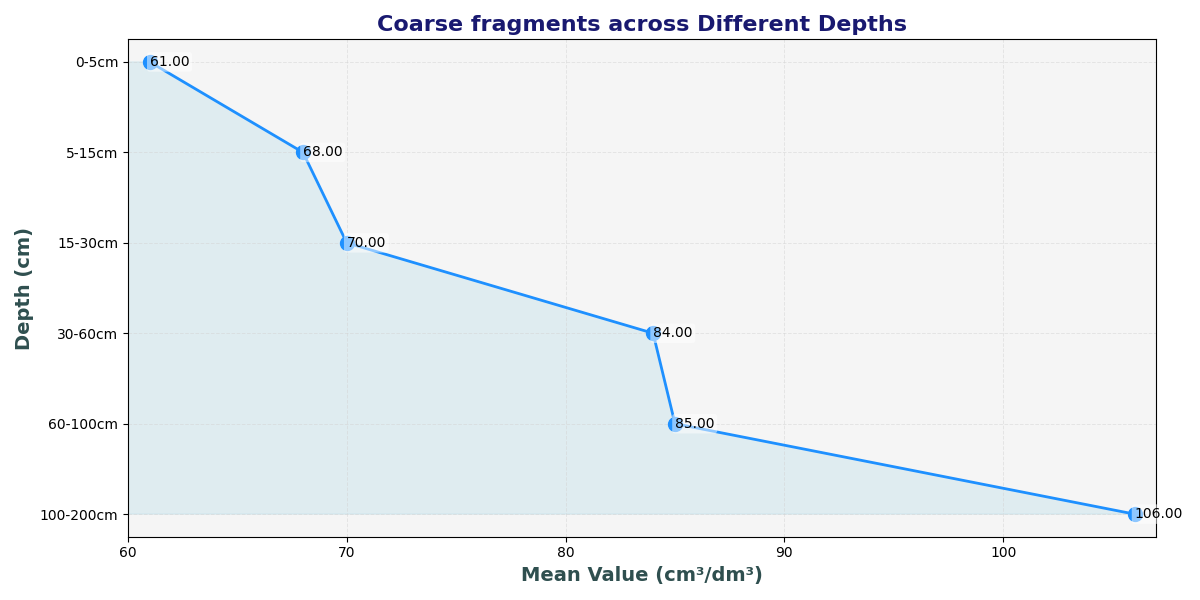 Coarse fragments across Different Depths
0-5cm
61.00
5-15cm
68.00
15-30cm
70.00
30-60cm
84.00
60-100cm
85.00
100-200cm
106.00
Depth (cm)
60
70
80
90
100
Mean Value (cm³/dm³)